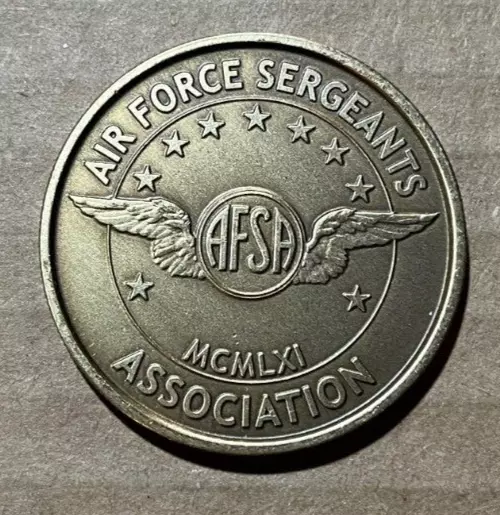 AIR FORCE SERGEANTS
AFSA
MCMLXI
ASSOCIATION